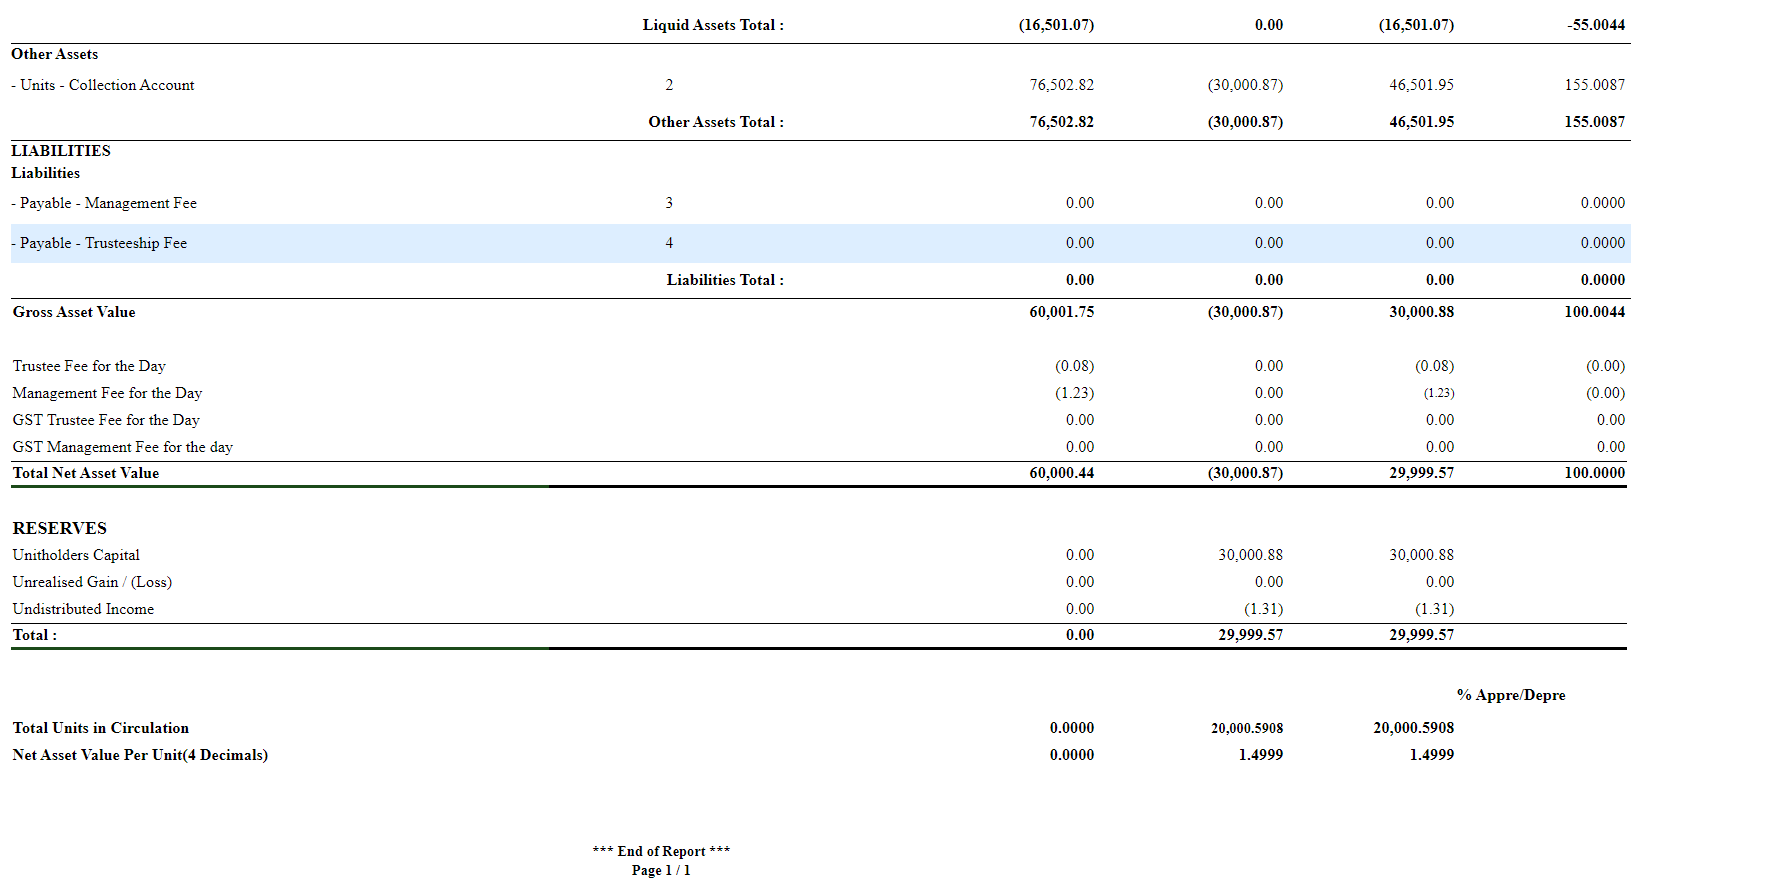 Liquid Assets Total : (16,501.07) 0.00 (16,501.07) -55.0044
Other Assets
- Units - Collection Account 2 76,502.82 (30,000.87) 46,501.95 155.0087
Other Assets Total : 76,502.82 (30,000.87) 46,501.95 155.0087
LIABILITIES
Liabilities
- Payable - Management Fee 3 0.00 0.00 0.00 0.0000
- Payable - Trusteeship Fee 4 0.00 0.00 0.00 0.0000
Liabilities Total : 0.00 0.00 0.00 0.0000
Gross Asset Value 60,001.75 (30,000.87) 30,000.88 100.0044
Trustee Fee for the Day (0.08) 0.00 (0.08) (0.00)
Management Fee for the Day (1.23) 0.00 (1.23) (0.00)
GST Trustee Fee for the Day 0.00 0.00 0.00 0.00
GST Management Fee for the day 0.00 0.00 0.00 0.00
Total Net Asset Value 60,000.44 (30,000.87) 29,999.57 100.0000
RESERVES
Unitholders Capital 0.00 30,000.88 30,000.88
Unrealised Gain / (Loss) 0.00 0.00 0.00
Undistributed Income 0.00 (1.31) (1.31)
Total : 0.00 29,999.57 29,999.57
% Appre/Depre
Total Units in Circulation 0.0000 20,000.5908 20,000.5908
Net Asset Value Per Unit(4 Decimals) 0.0000 1.4999 1.4999
*** End of Report ***
Page 1 / 1